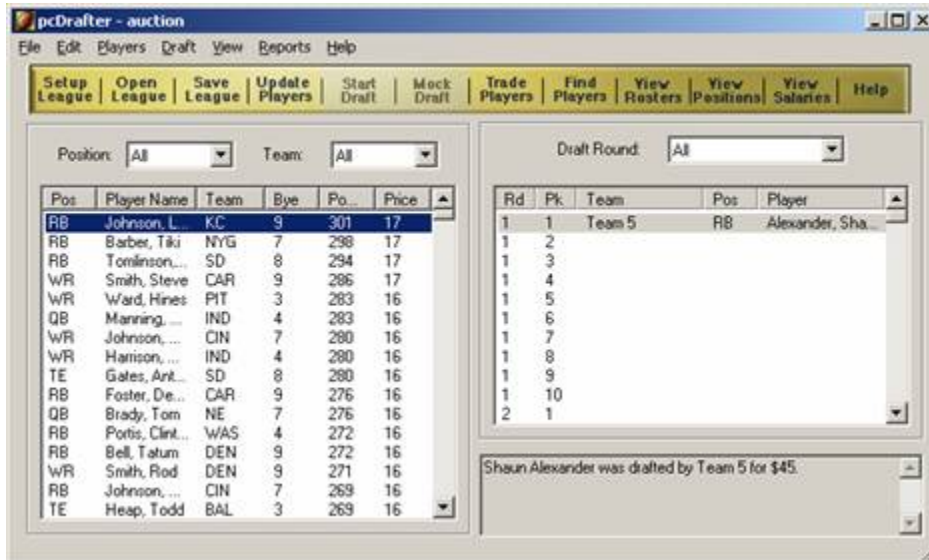 pcDrafter - auction
File Edit Players Draft View Reports Help
Setup League | Open League | Save League | Update Players | Start Draft | Mock Draft | Trade Players | Find Players | View Rosters | View Positions | View Salaries | Help
Position: All Team: All
Pos Player Name Team Bye Po... Price
RB Johnson, L... KC 9 301 17
RB Barber, Tiki NYG 7 298 17
RB Tomlinson,... SD 8 294 17
WR Smith, Steve CAR 9 286 17
WR Ward, Hines PIT 3 283 16
QB Manning, ... IND 4 283 16
WR Johnson, ... CIN 7 280 16
WR Harrison, ... IND 4 280 16
TE Gates, Ant... SD 8 280 16
RB Foster, De... CAR 9 276 16
QB Brady, Tom NE 7 276 16
RB Portis, Clint... WAS 4 272 16
RB Bell, Tatum DEN 9 272 16
WR Smith, Rod DEN 9 271 16
RB Johnson, ... CIN 7 269 16
TE Heap, Todd BAL 3 269 16
Draft Round: All
Rd Pk Team Pos Player
1 1 Team 5 RB Alexander, Sha...
1 2
1 3
1 4
1 5
1 6
1 7
1 8
1 9
1 10
2 1
Shaun Alexander was drafted by Team 5 for $45.